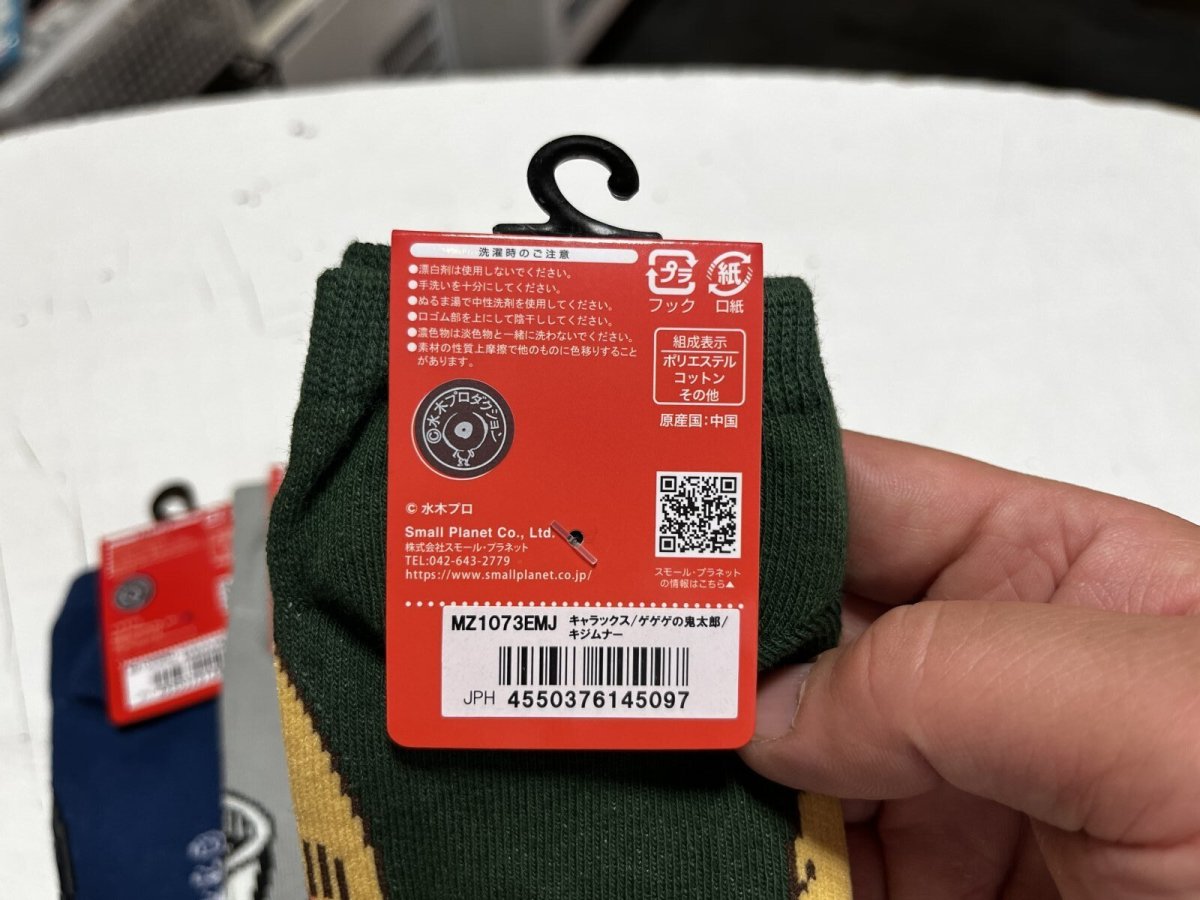 洗濯時のご注意
●漂白剤は使用しないでください。
●手洗いを十分にしてください。
●ぬるま湯で中性洗剤を使用してください。
●口ゴム部を上にして陰干ししてください。
●濃色物は淡色物と一緒に洗わないでください。
●素材の性質上摩擦で他のものに色移りすること
があります。
プラ
フック
紙
口紙
組成表示
ポリエステル
コットン
その他
原産国:中国
©水木プロダクション
© 水木プロ
Small Planet Co., Ltd.
株式会社スモール・プラネット
TEL:042-643-2779
https://www.smallplanet.co.jp/
スモール・プラネット
の情報はこちら▲
MZ1073EMJ キャラックス/ゲゲゲの鬼太郎/
キジムナー
JPH 4550376145097